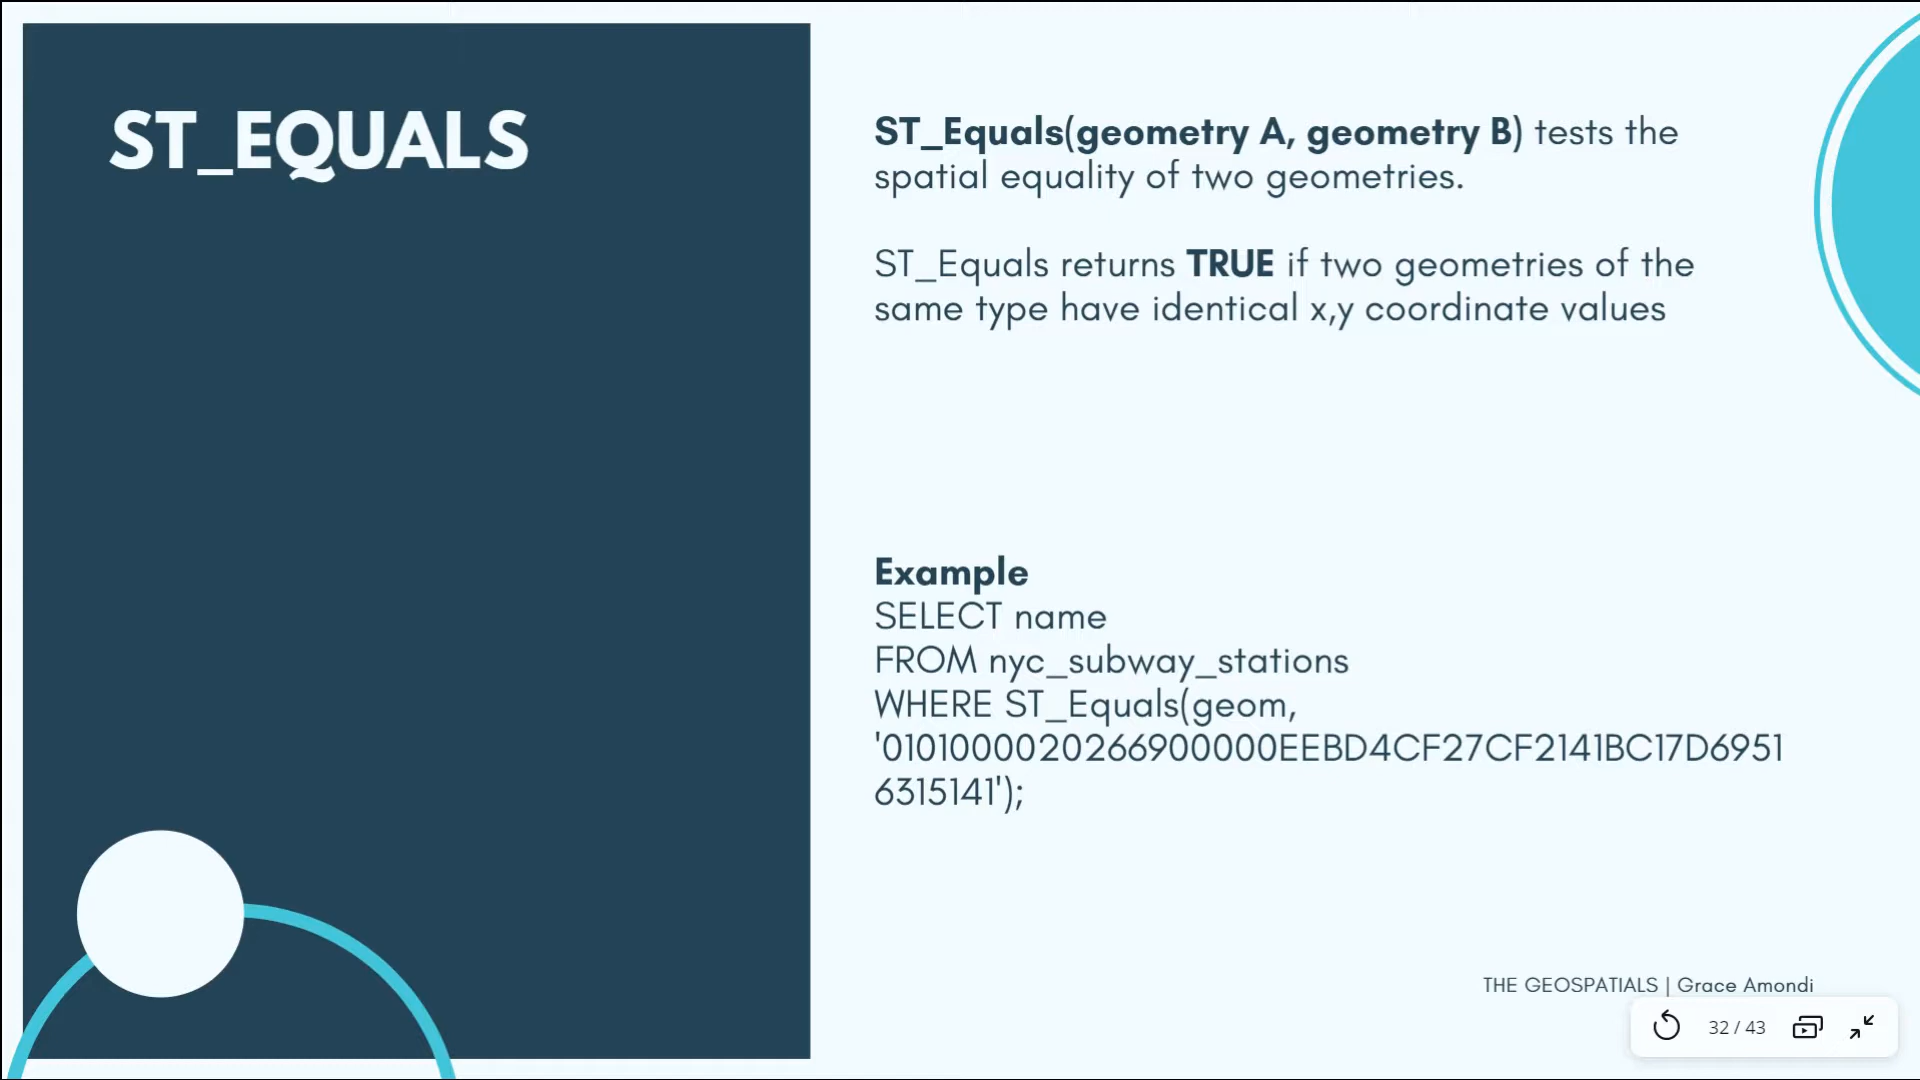 ST_EQUALS
ST_Equals(geometry A, geometry B) tests the
spatial equality of two geometries.
ST_Equals returns TRUE if two geometries of the
same type have identical x,y coordinate values
Example
SELECT name
FROM nyc_subway_stations
WHERE ST_Equals(geom,
'0101000020266900000EEBD4CF27CF2141BC17D6951
6315141');
THE GEOSPATIALS | Grace Amondi
32 / 43